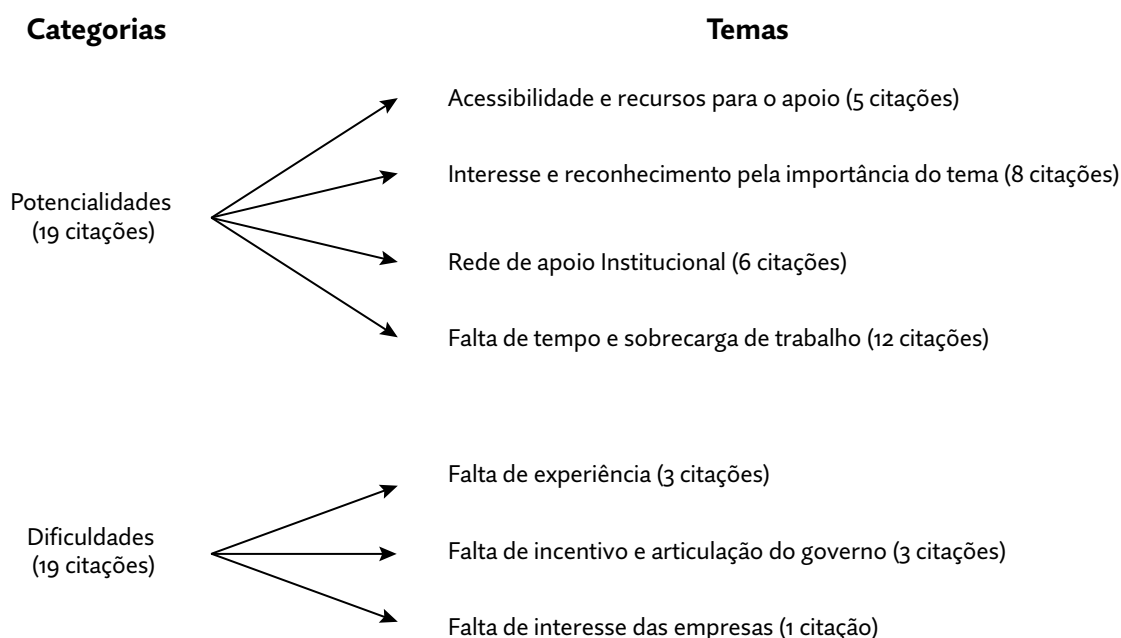 Categorias
Temas
Potencialidades
(19 citações)
Acessibilidade e recursos para o apoio (5 citações)
Interesse e reconhecimento pela importância do tema (8 citações)
Rede de apoio Institucional (6 citações)
Falta de tempo e sobrecarga de trabalho (12 citações)
Dificuldades
(19 citações)
Falta de experiência (3 citações)
Falta de incentivo e articulação do governo (3 citações)
Falta de interesse das empresas (1 citação)